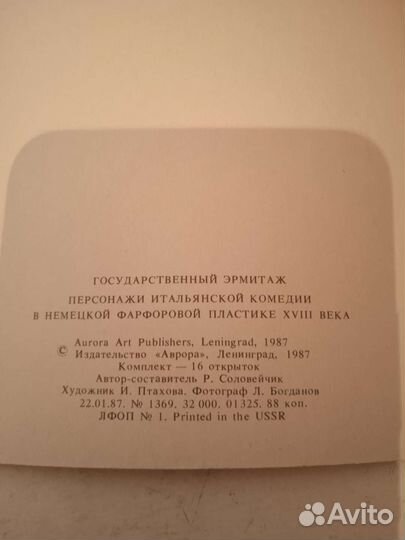 ГОСУДАРСТВЕННЫЙ ЭРМИТАЖ
ПЕРСОНАЖИ ИТАЛЬЯНСКОЙ КОМЕДИИ
В НЕМЕЦКОЙ ФАРФОРОВОЙ ПЛАСТИКЕ XVIII ВЕКА
Aurora Art Publishers, Leningrad, 1987
© Издательство «Аврора», Ленинград, 1987
Комплект — 16 открыток
Автор-составитель Р. Соловейчик
Художник И. Птахова. Фотограф Л. Богданов
22.01.87. № 1369. 32 000. 01325. 88 коп.
ЛФОП № 1. Printed in the USSR
Avito